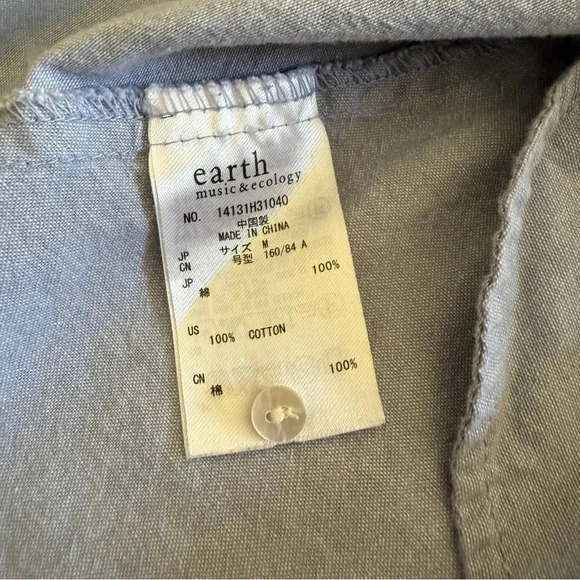 earth
music & ecology
NO. 14131H31040
中国製
MADE IN CHINA
JP サイズ M
CN 号型 160/84 A
JP 綿 100%
US 100% COTTON
CN 棉 100%